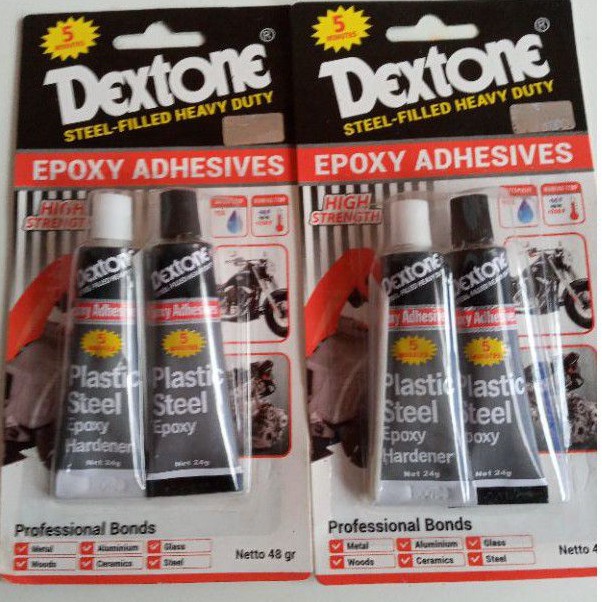 5
MINUTES
DEXTONE®
STEEL-FILLED HEAVY DUTY
EPOXY ADHESIVES
HIGH
STRENGTH
DEXTONE
Epoxy Adhesive
5
MINUTES
Plastic
Steel
Epoxy
Hardener
Net 24g
DEXTONE
Epoxy Adhesive
5
MINUTES
Plastic
Steel
Epoxy
Net 24g
Professional Bonds
Metal Aluminium Glass
Woods Ceramics Steel
Netto 48 gr
5
MINUTES
DEXTONE®
STEEL-FILLED HEAVY DUTY
EPOXY ADHESIVES
HIGH
STRENGTH
DEXTONE
Epoxy Adhesive
5
MINUTES
Plastic
Steel
Epoxy
Hardener
Net 24g
DEXTONE
Epoxy Adhesive
5
MINUTES
Plastic
Steel
Epoxy
Net 24g
Professional Bonds
Metal Aluminium Glass
Woods Ceramics Steel
Netto 4